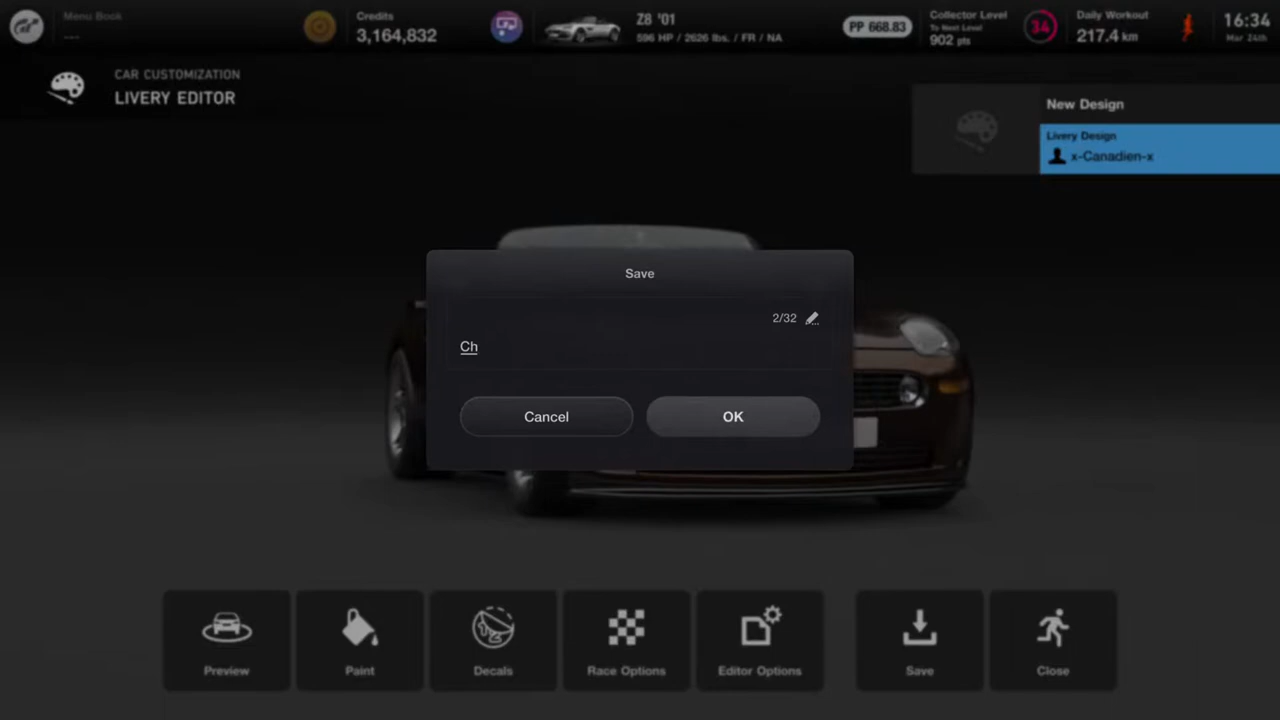 Menu Book
---
Credits
3,164,832
Z8 '01
596 HP / 2626 lbs. / FR / NA
PP 668.83
Collector Level
To Next Level
902 pts
34
Daily Workout
217.4 km
16:34
Mar 24th
CAR CUSTOMIZATION
LIVERY EDITOR
New Design
Livery Design
x-Canadien-x
Save
2/32
Ch
Cancel
OK
Preview
Paint
Decals
Race Options
Editor Options
Save
Close